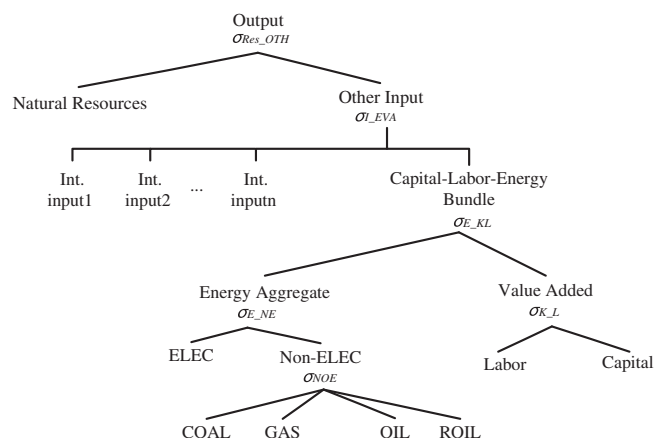 Output
σRes_OTH
Natural Resources
Other Input
σI_EVA
Int. input1
Int. input2
...
Int. inputn
Capital-Labor-Energy
Bundle
σE_KL
Energy Aggregate
σE_NE
Value Added
σK_L
ELEC
Non-ELEC
σNOE
Labor
Capital
COAL
GAS
OIL
ROIL